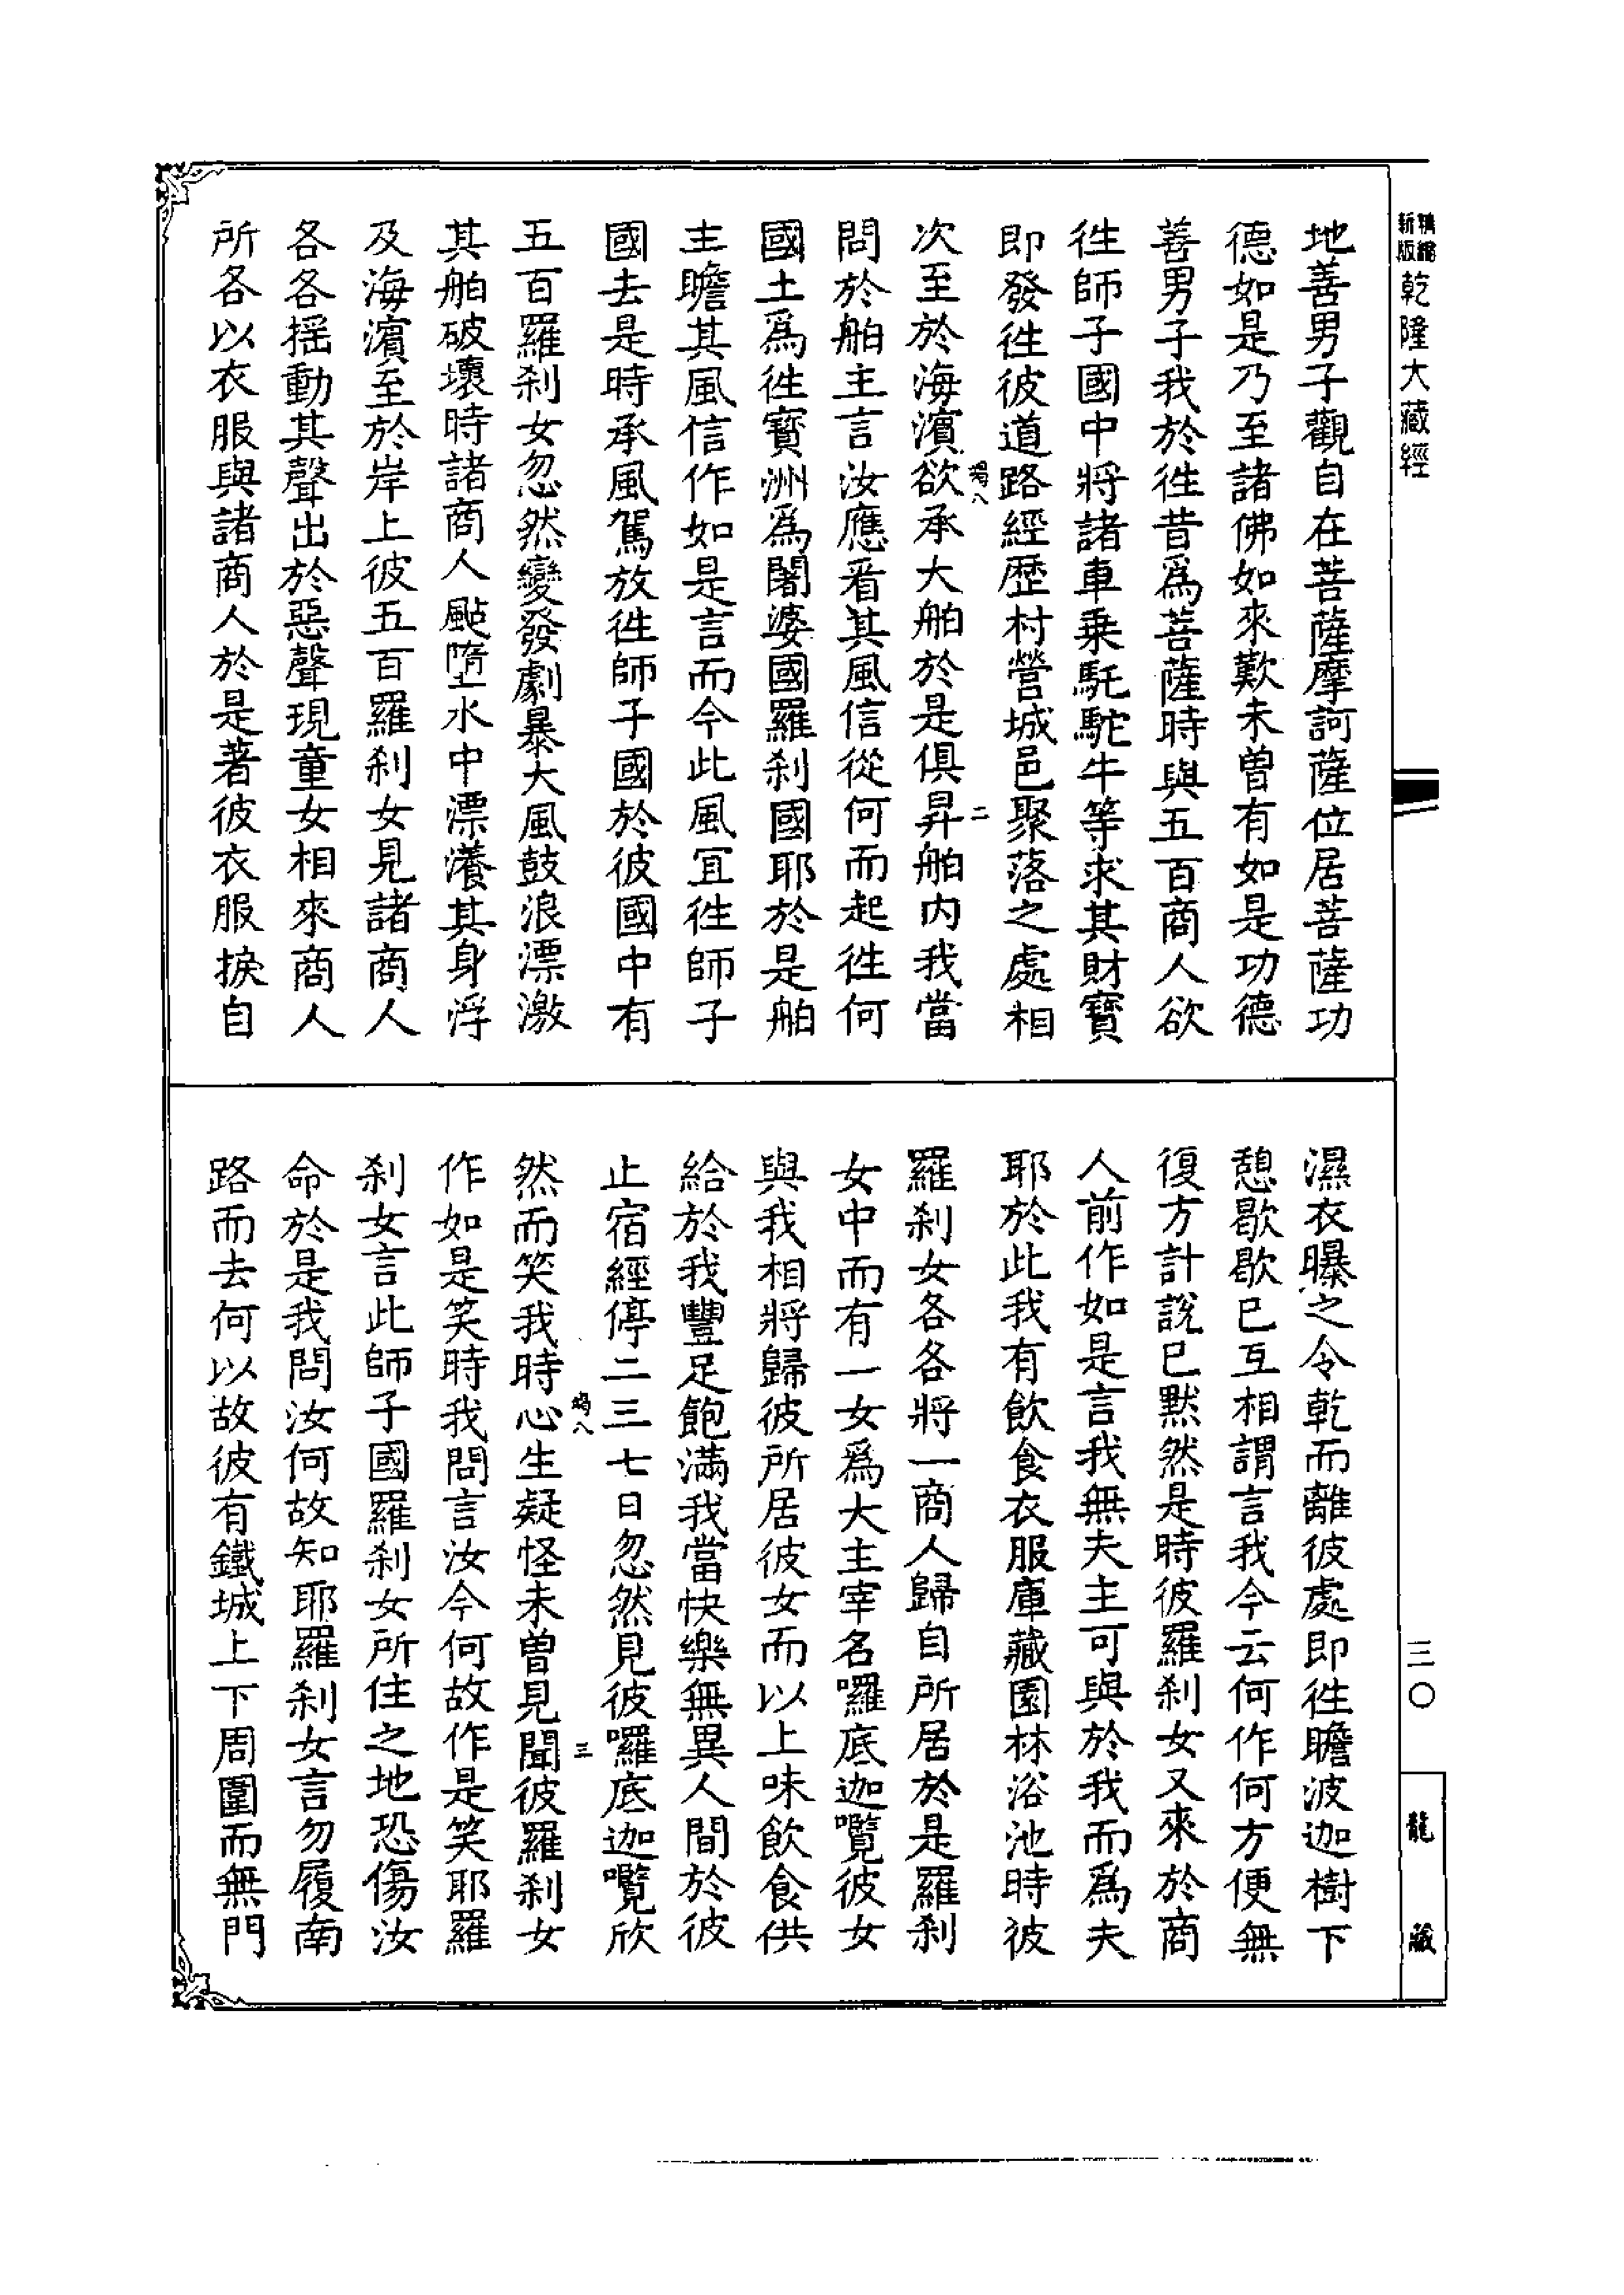 精縮新版乾隆大藏經
地善男子觀自在菩薩摩訶薩位居菩薩功
德如是乃至諸佛如來歎未曾有如是功德
善男子我於徃昔爲菩薩時與五百商人欲
徃師子國中將諸車乗馲駝牛等求其財寳
即發徃彼道路經歷村營城邑聚落之處相
次至於海濱欲承大舶於是俱昇舶内我當
問於舶主言汝應看其風信從何而起徃何
國土爲徃寳洲爲闍婆國羅刹國耶於是舶
主瞻其風信作如是言而今此風宜徃師子
國去是時承風駕放徃師子國於彼國中有
五百羅刹女忽然變發劇暴大風鼓浪漂激
其舶破壞時諸商人颭墮水中漂瀁其身浮
及海濱至於岸上彼五百羅刹女見諸商人
各各揺動其聲出於惡聲現童女相來商人
所各以衣服與諸商人於是著彼衣服捩自
濕衣曝之令乾而離彼處即徃瞻波迦樹下
憩歇歇已互相謂言我今云何作何方便無
復方計説已黙然是時彼羅刹女又來於商
人前作如是言我無夫主可與於我而爲夫
耶於此我有飲食衣服庫藏園林浴池時彼
羅刹女各各將一商人歸自所居於是羅刹
女中而有一女爲大主宰名囉底迦囕彼女
與我相將歸彼所居彼女而以上味飲食供
給於我豐足飽滿我當快樂無異人間於彼
止宿經停二三七日忽然見彼囉底迦囕欣
然而笑我時心生疑怪未曾見聞彼羅刹女
作如是笑時我問言汝今何故作是笑耶羅
刹女言此師子國羅刹女所住之地恐傷汝
命於是我問汝何故知耶羅刹女言勿履南
路而去何以故彼有鐵城上下周圍而無門
三〇
龍藏